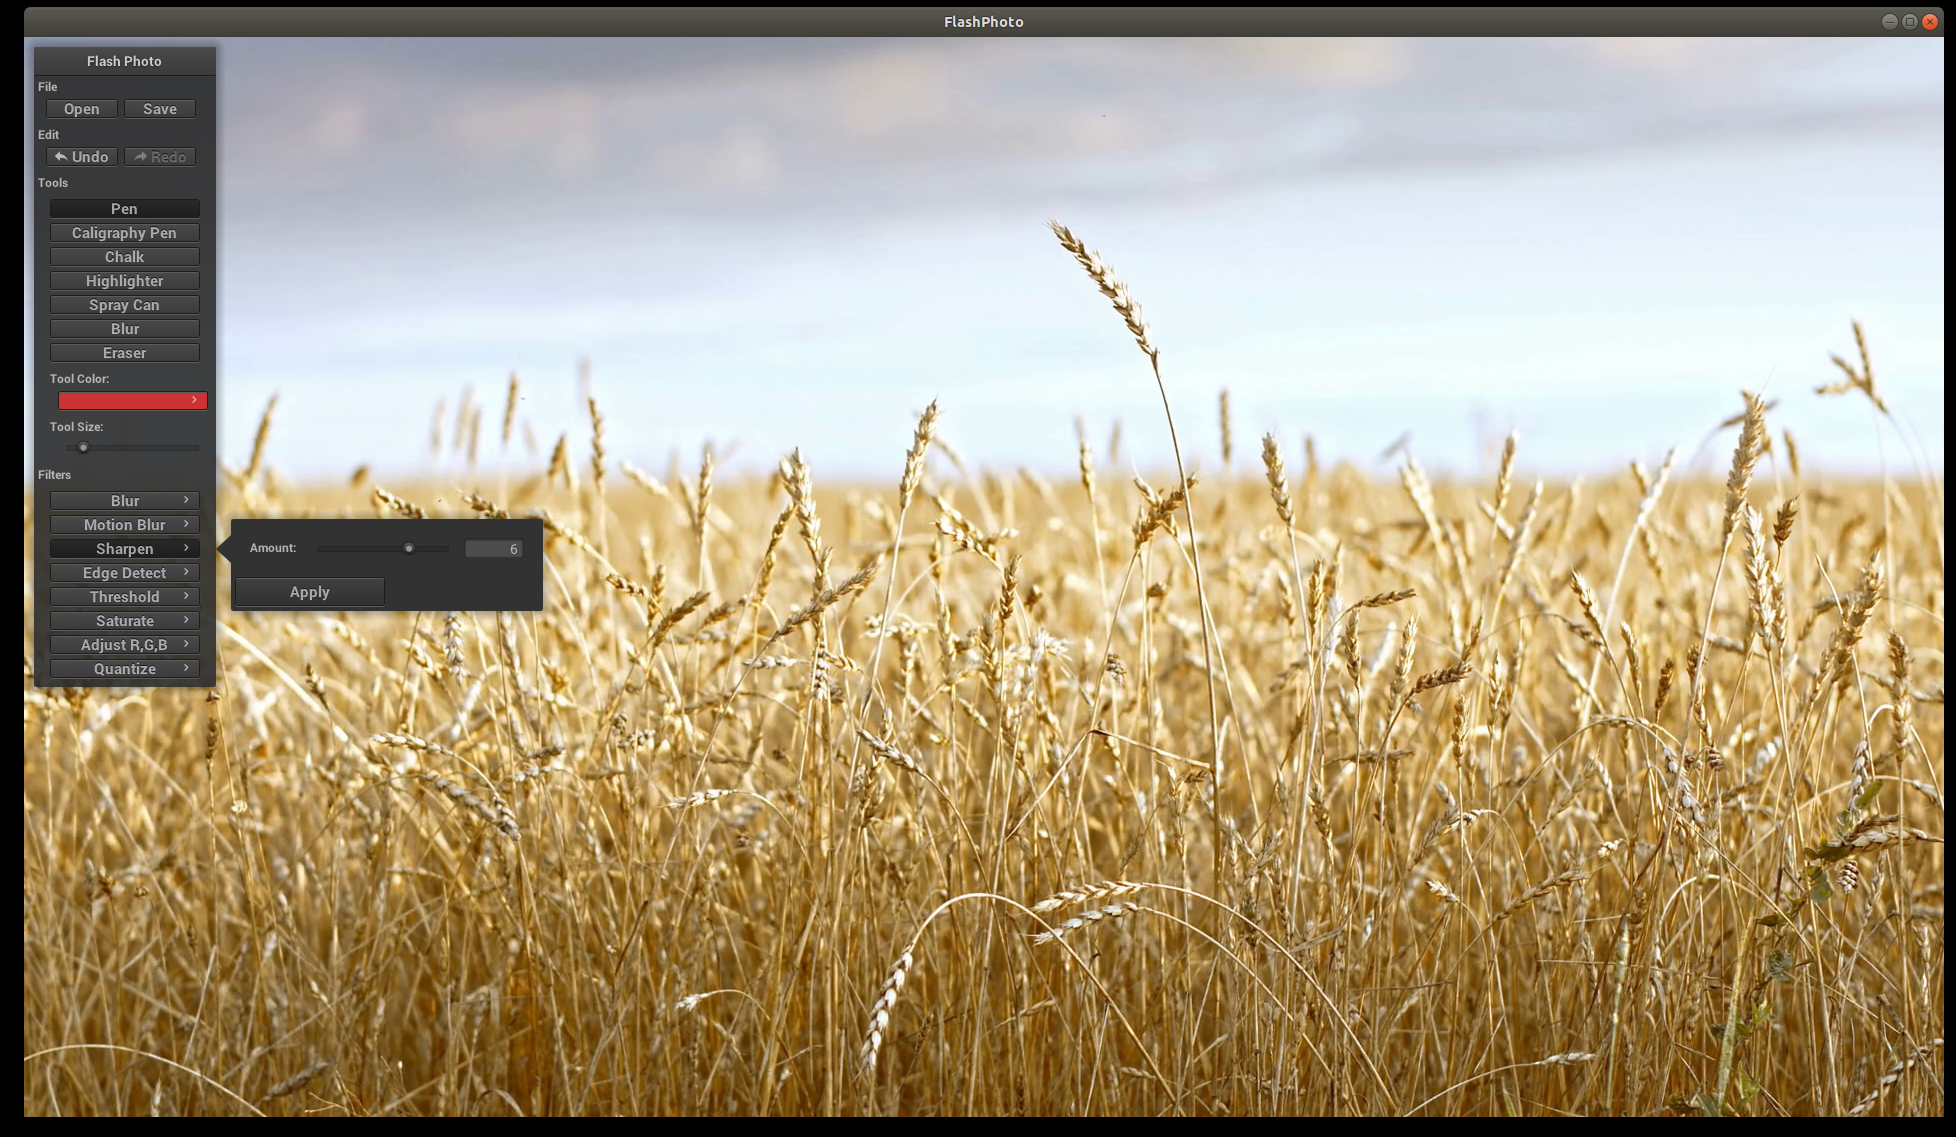 FlashPhoto
Flash Photo
File
Open Save
Edit
Undo Redo
Tools
Pen
Caligraphy Pen
Chalk
Highlighter
Spray Can
Blur
Eraser
Tool Color:
Tool Size:
Filters
Blur
Motion Blur
Sharpen
Edge Detect
Threshold
Saturate
Adjust R,G,B
Quantize
Amount: 6
Apply